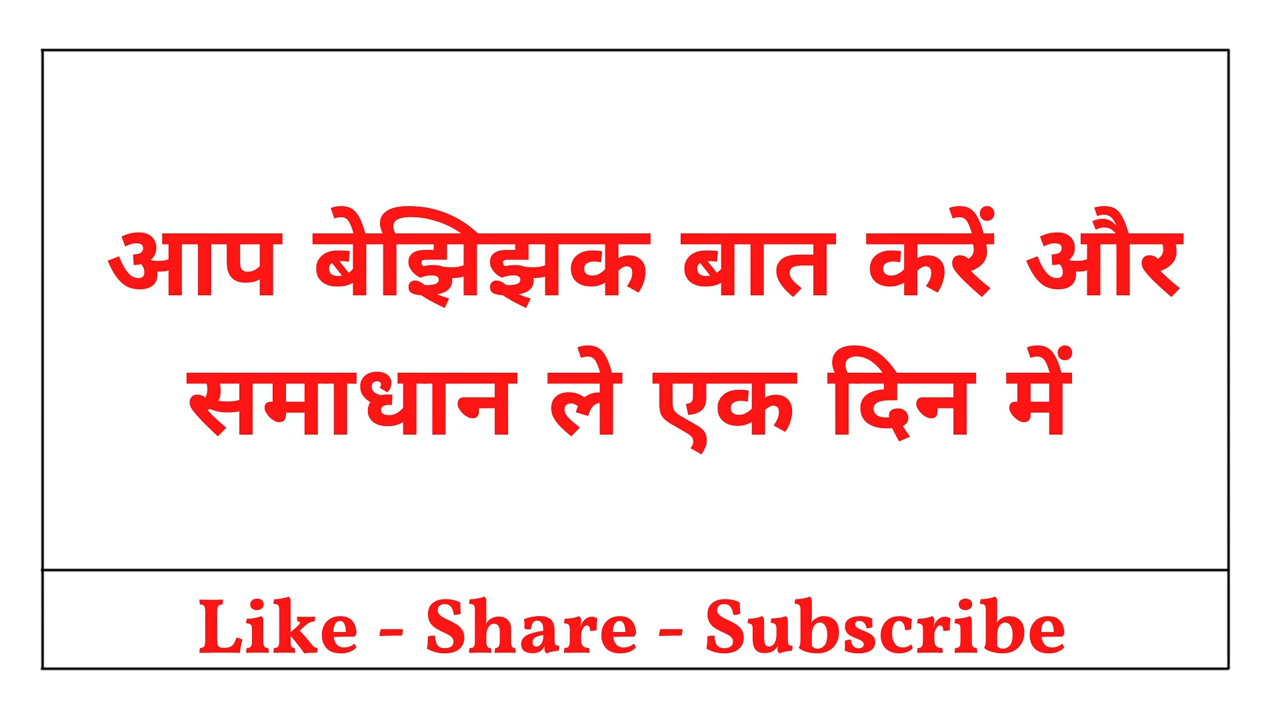 आप बेझिझक बात करें और
समाधान ले एक दिन में
Like - Share - Subscribe